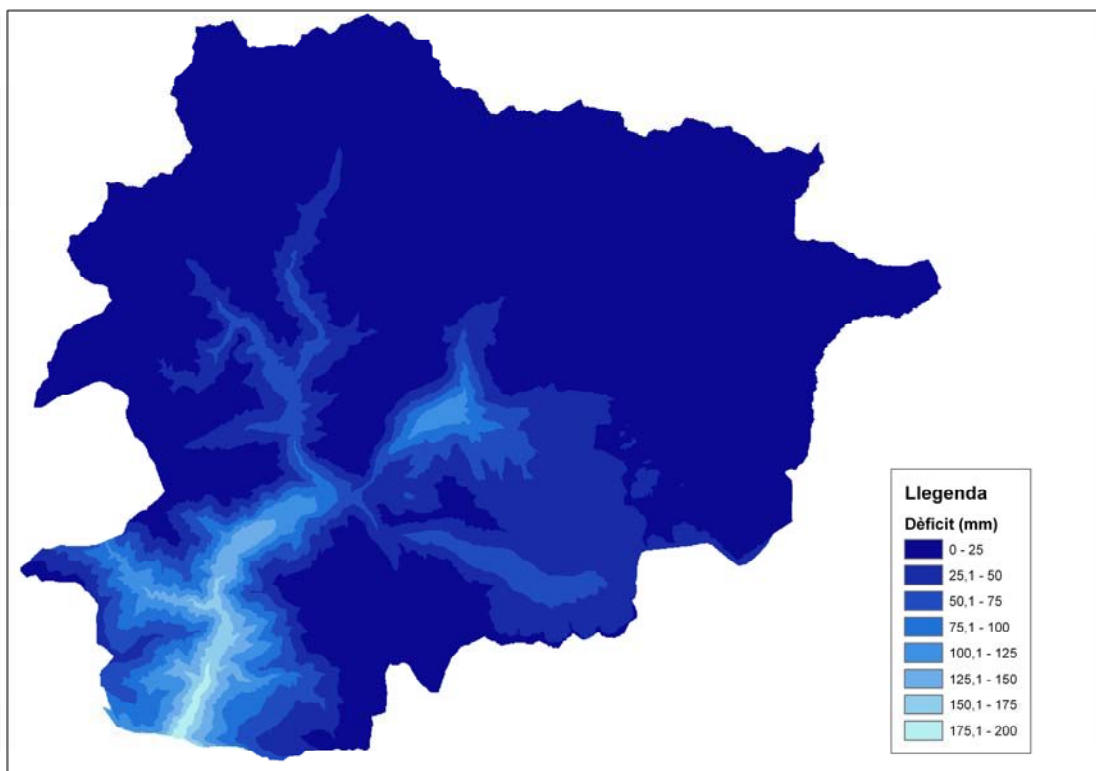 Llegenda
Dèficit (mm)
0 - 25
25,1 - 50
50,1 - 75
75,1 - 100
100,1 - 125
125,1 - 150
150,1 - 175
175,1 - 200